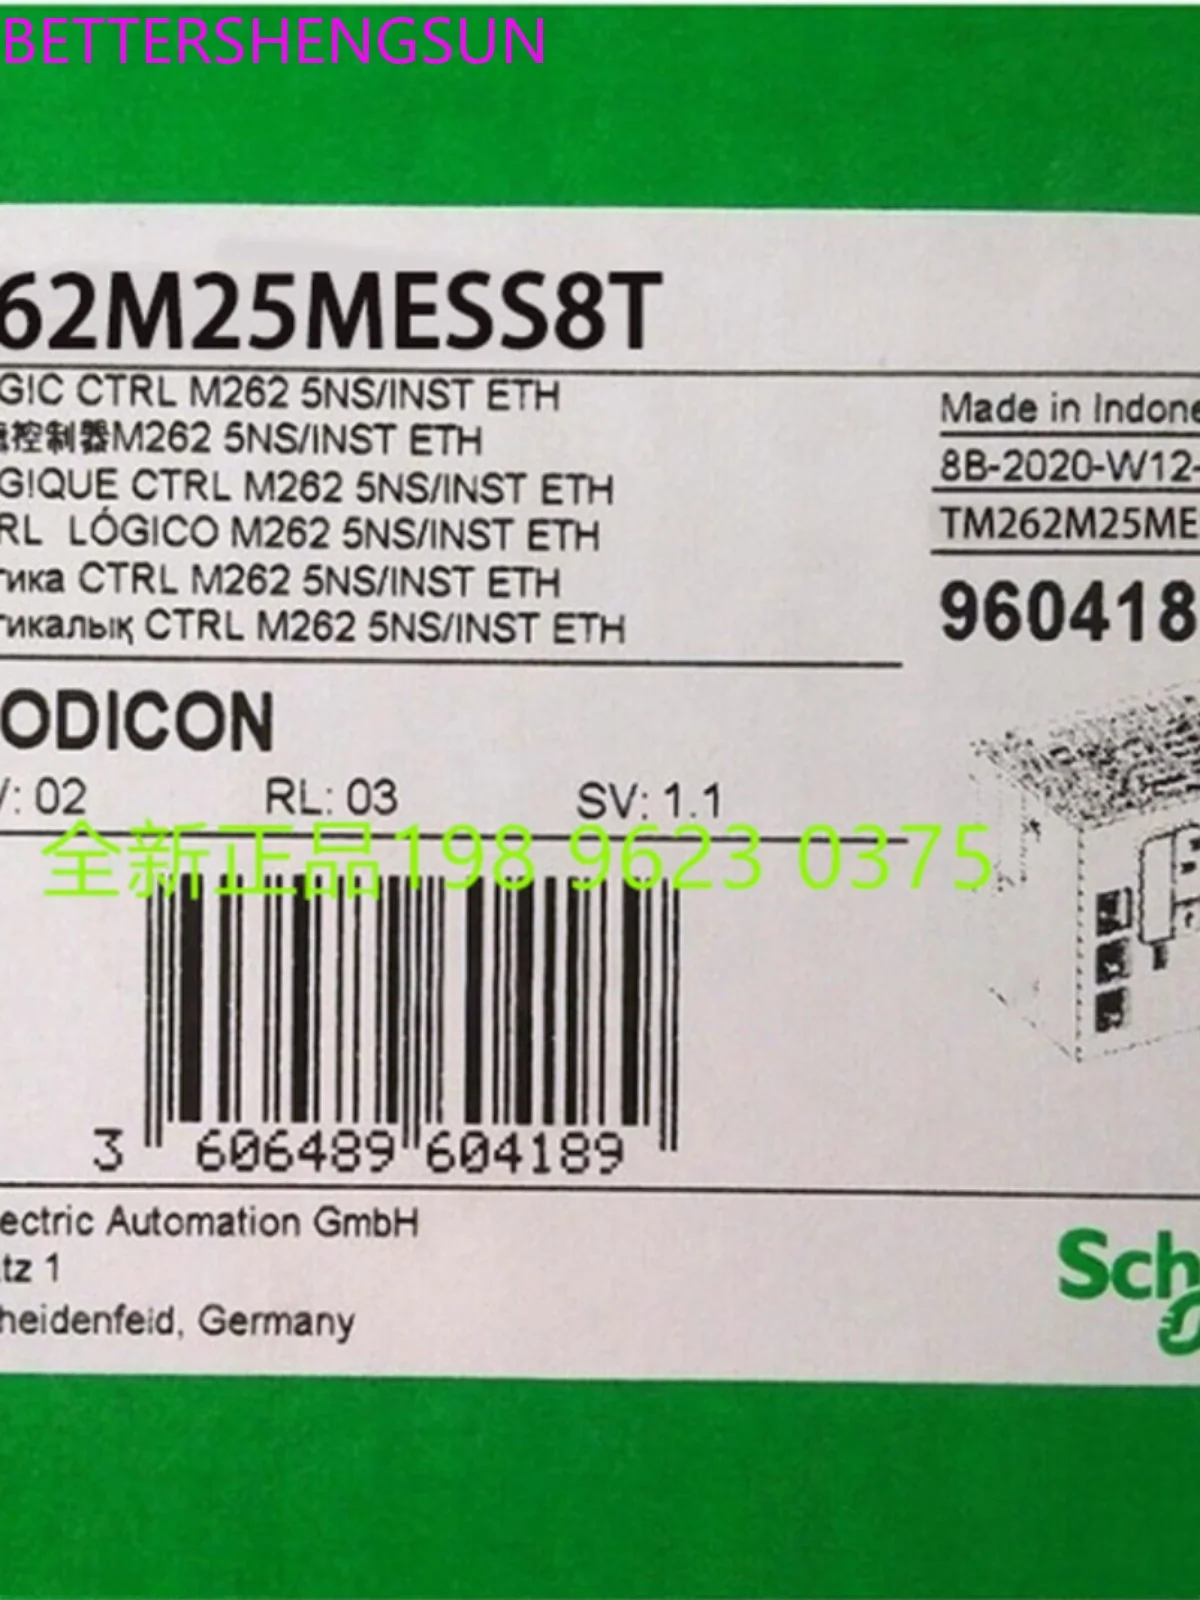 BETTERSHENGSUN
62M25MESS8T
GIC CTRL M262 5NS/INST ETH
控制器M262 5NS/INST ETH
GIQUE CTRL M262 5NS/INST ETH
RL LÓGICO M262 5NS/INST ETH
тика CTRL M262 5NS/INST ETH
тикалық CTRL M262 5NS/INST ETH
Made in Indone
8B-2020-W12-
TM262M25ME
960418
ODICON
V: 02 RL: 03 SV: 1.1
全新正品198 9623 0375
3 606489 604189
ectric Automation GmbH
tz 1
heidenfeid, Germany
Sch